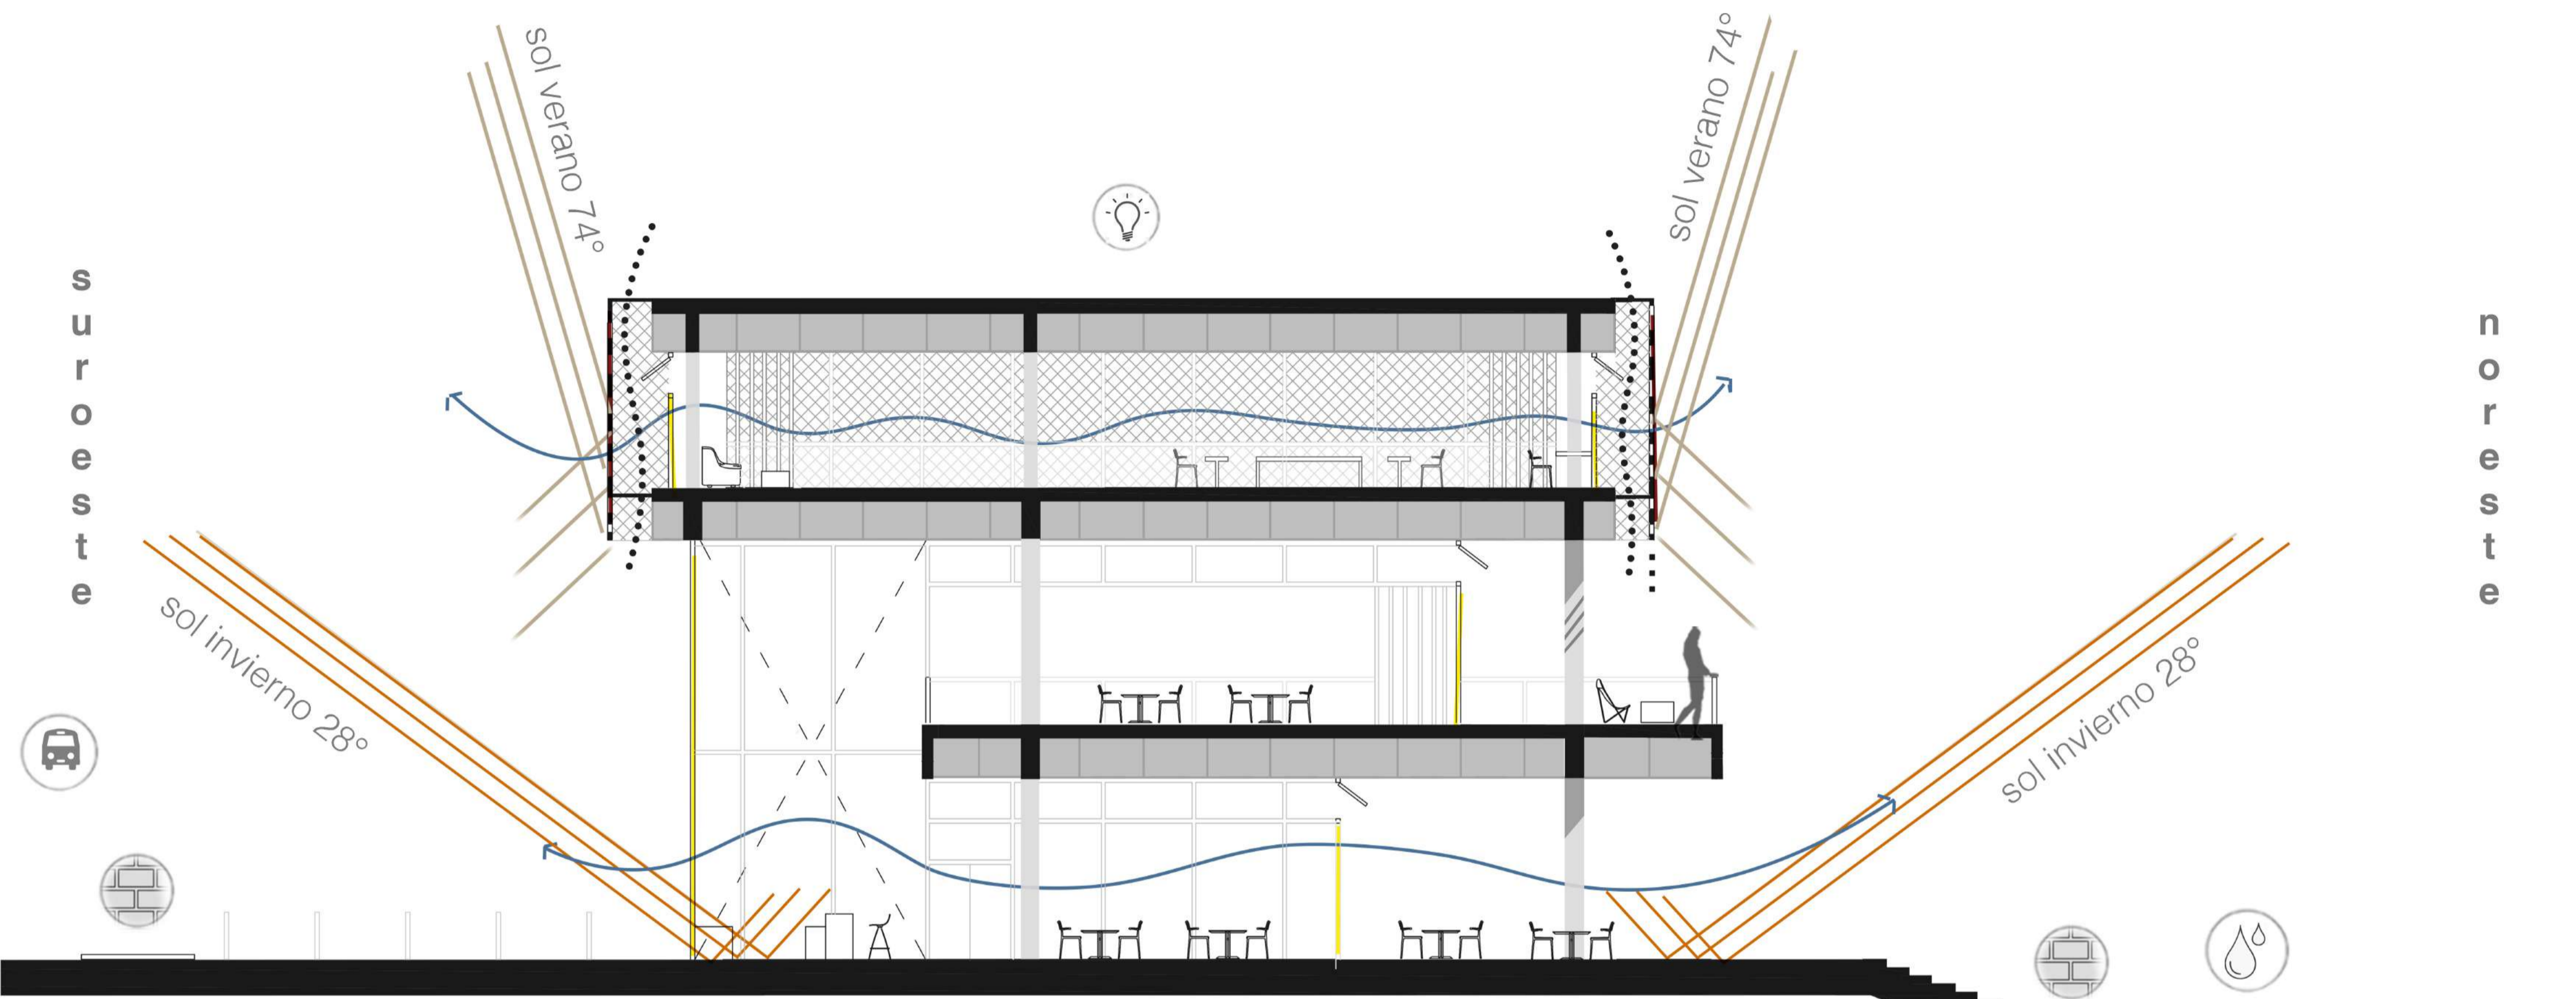 sol verano 74°
sol verano 74°
suroeste
noreste
sol invierno 28°
sol invierno 28°